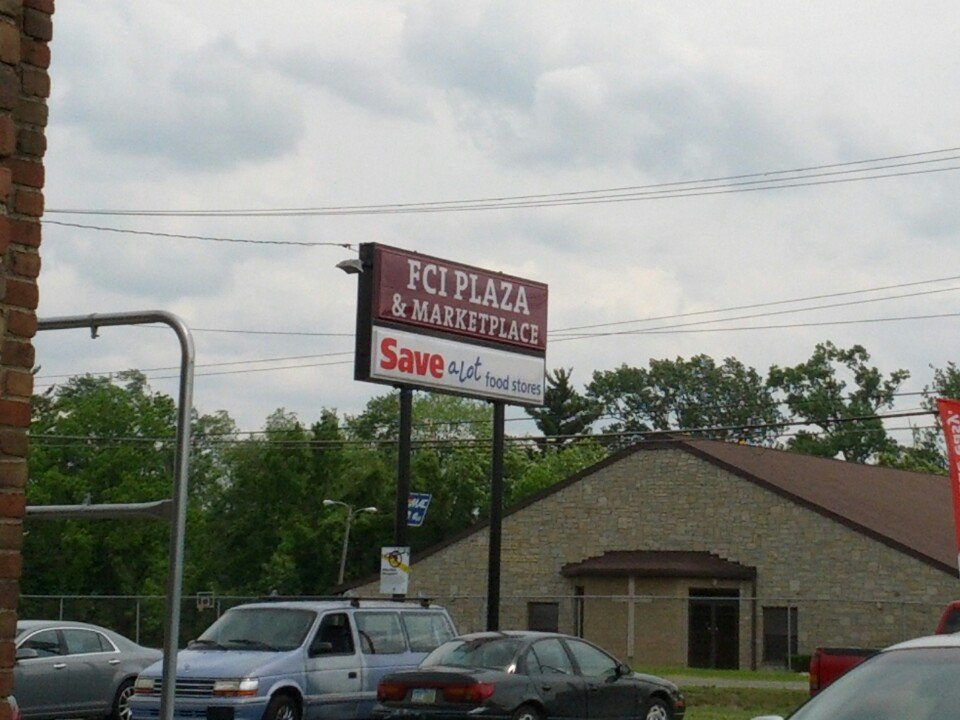 FCI PLAZA
& MARKETPLACE
Save a lot food stores